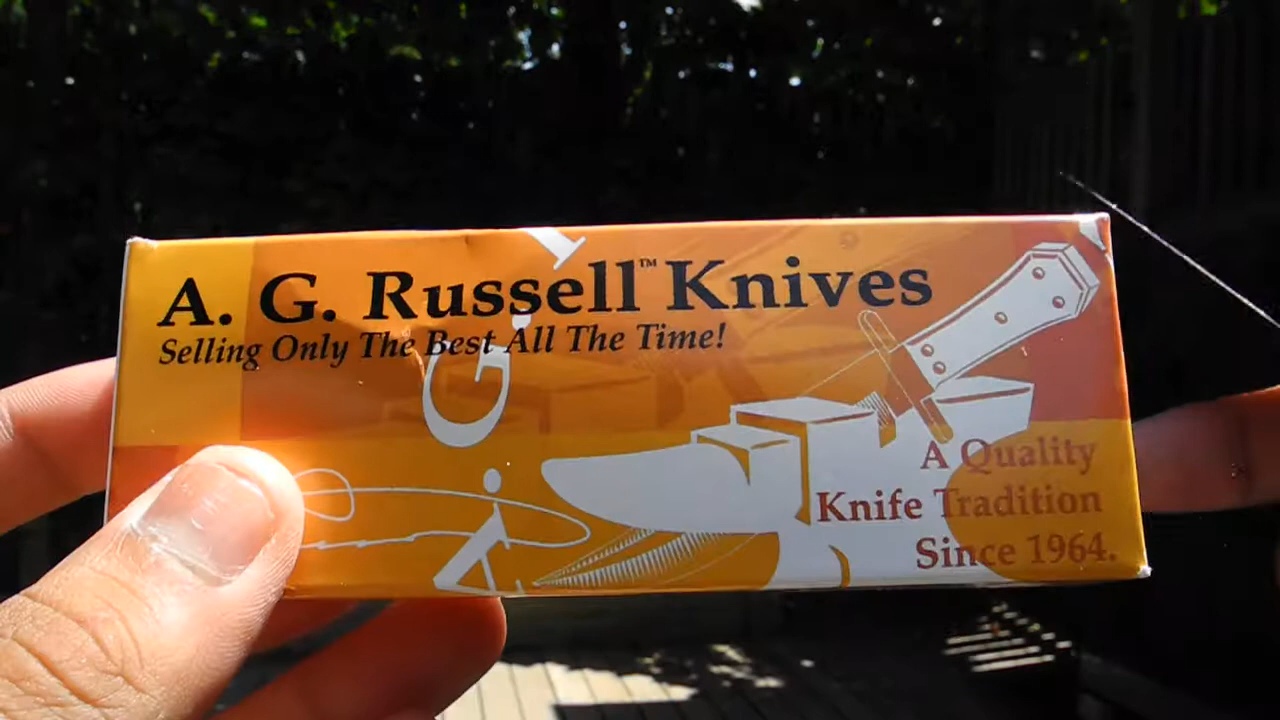 A. G. Russell™ Knives
Selling Only The Best All The Time!
A G
A Quality
Knife Tradition
Since 1964.